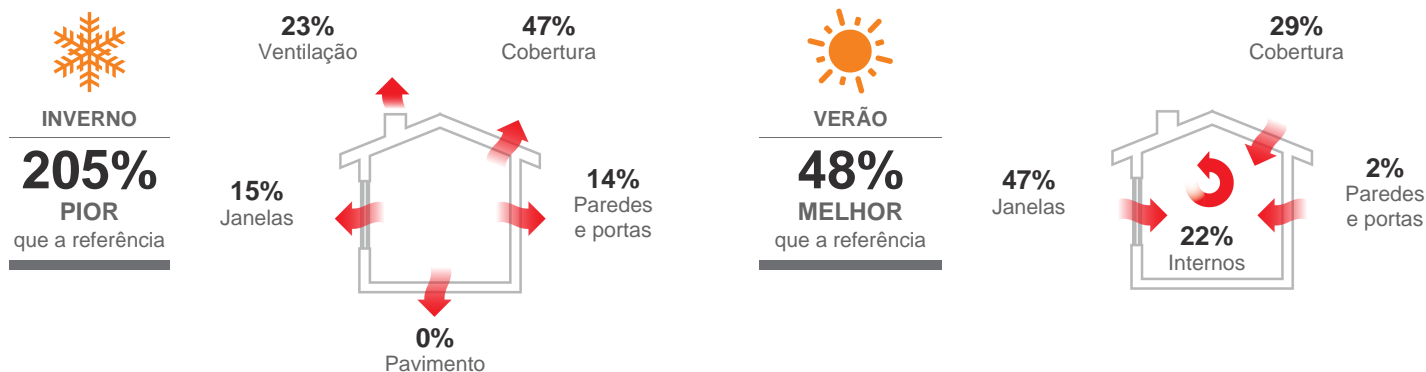 INVERNO
205%
PIOR
que a referência
23%
Ventilação
47%
Cobertura
15%
Janelas
14%
Paredes
e portas
0%
Pavimento
VERÃO
48%
MELHOR
que a referência
29%
Cobertura
47%
Janelas
2%
Paredes
e portas
22%
Internos